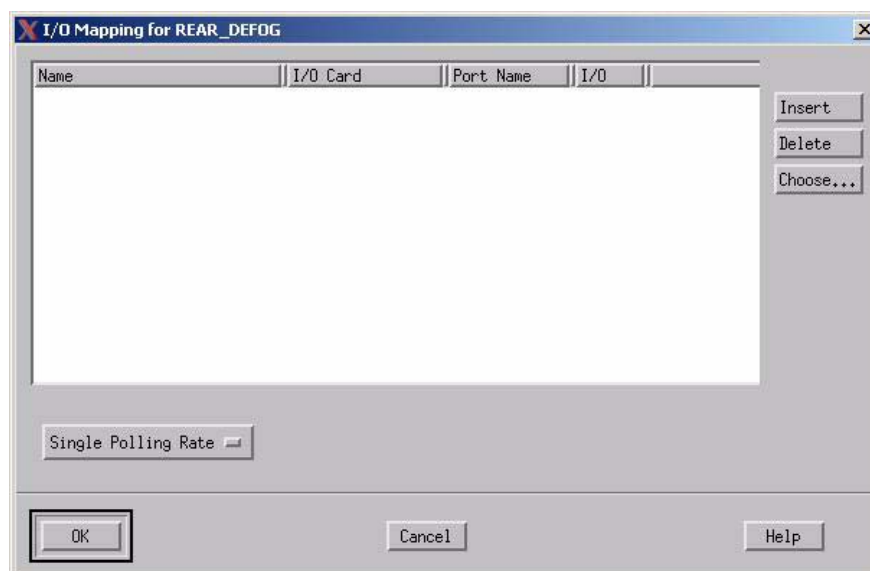 I/O Mapping for REAR_DEFOG
Name I/O Card Port Name I/O
Insert
Delete
Choose...
Single Polling Rate
OK Cancel Help